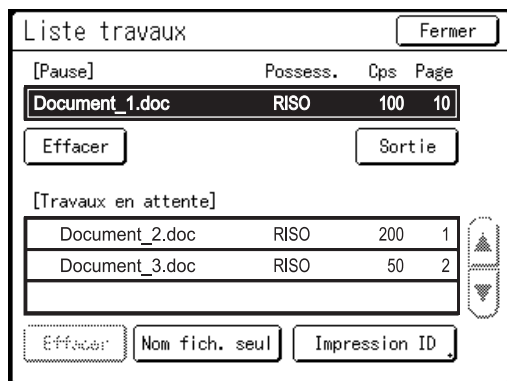 Liste travaux Fermer
[Pause] Possess. Cps Page
Document_1.doc RISO 100 10
Effacer Sortie
[Travaux en attente]
Document_2.doc RISO 200 1
Document_3.doc RISO 50 2
Effacer Nom fich. seul Impression ID